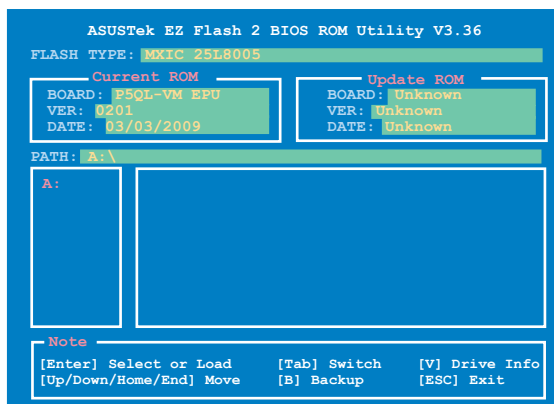 ASUSTek EZ Flash 2 BIOS ROM Utility V3.36
FLASH TYPE: MXIC 25L8005
Current ROM
BOARD: P5QL-VM EPU
VER: 0201
DATE: 03/03/2009
Update ROM
BOARD: Unknown
VER: Unknown
DATE: Unknown
PATH: A:\
A:
Note
[Enter] Select or Load [Tab] Switch [V] Drive Info
[Up/Down/Home/End] Move [B] Backup [ESC] Exit